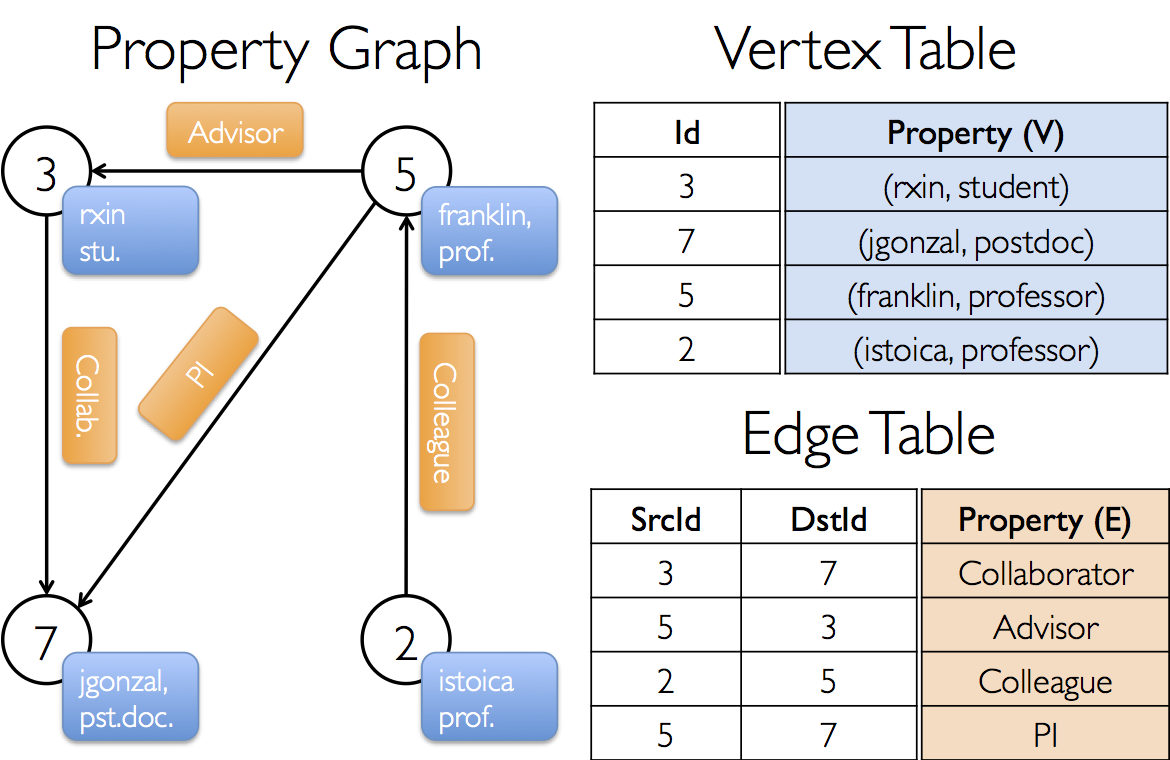 Property Graph
Advisor
3
5
rxin
stu.
franklin,
prof.
Collab.
PI
Colleague
7
2
jgonzal,
pst.doc.
istoica
prof.
Vertex Table
Id Property (V)
3 (rxin, student)
7 (jgonzal, postdoc)
5 (franklin, professor)
2 (istoica, professor)
Edge Table
SrcId DstId Property (E)
3 7 Collaborator
5 3 Advisor
2 5 Colleague
5 7 PI